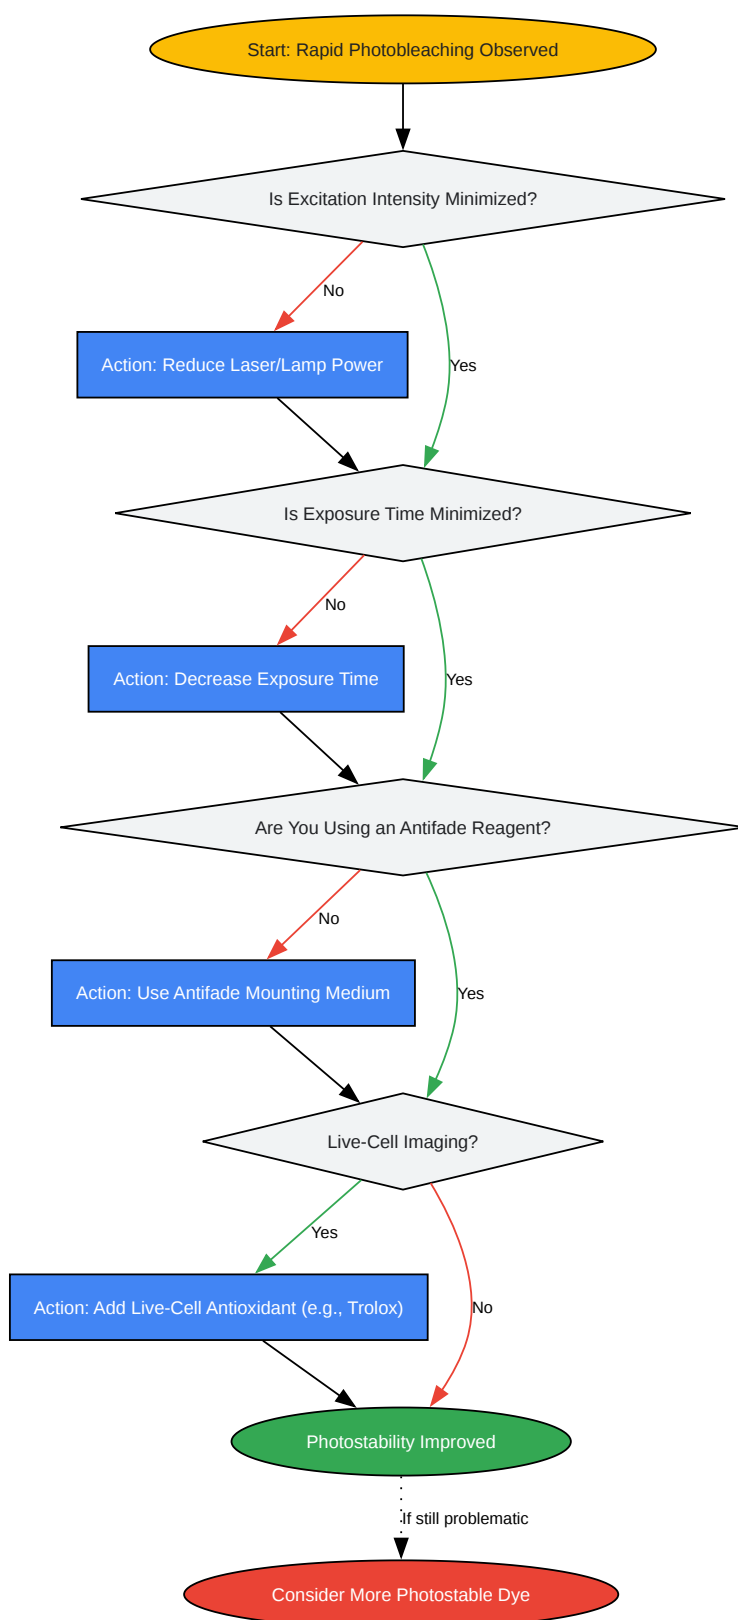 Start: Rapid Photobleaching Observed
Is Excitation Intensity Minimized?
No
Action: Reduce Laser/Lamp Power
Yes
Is Exposure Time Minimized?
No
Action: Decrease Exposure Time
Yes
Are You Using an Antifade Reagent?
No
Action: Use Antifade Mounting Medium
Yes
Live-Cell Imaging?
Yes
Action: Add Live-Cell Antioxidant (e.g., Trolox)
No
Photostability Improved
If still problematic
Consider More Photostable Dye